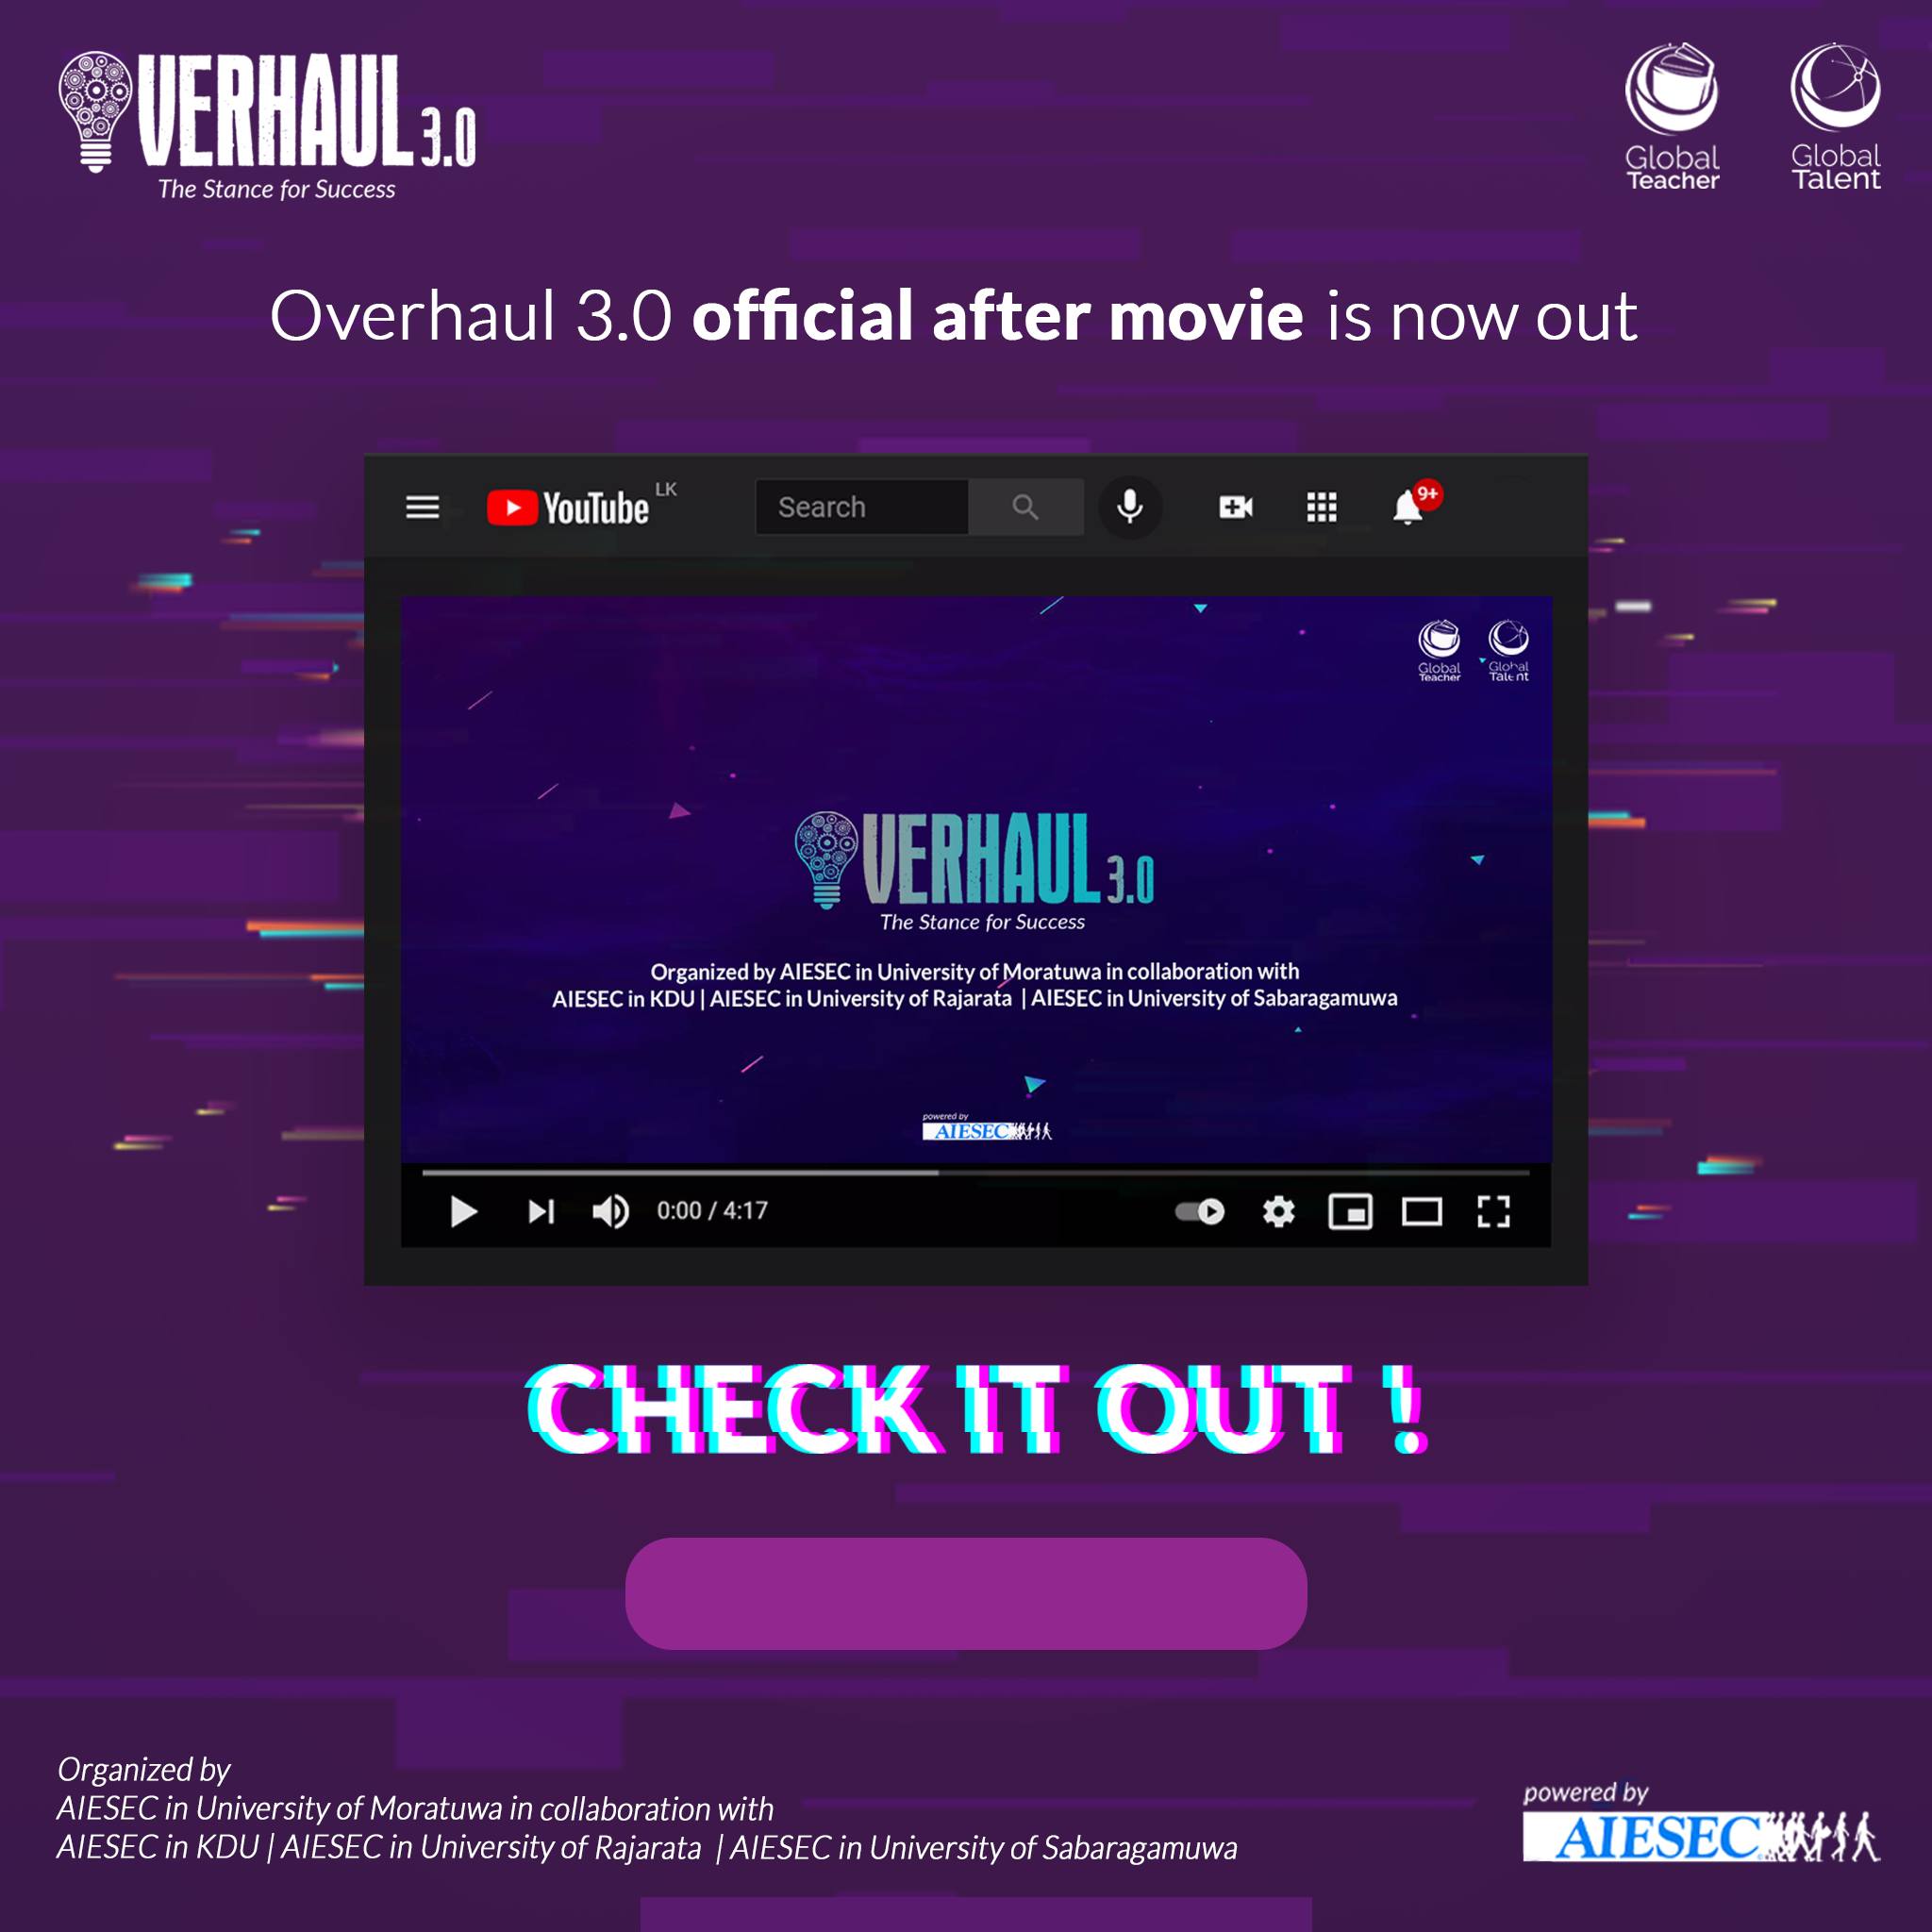 OVERHAUL 3.0
The Stance for Success
Global
Teacher
Global
Talent
Overhaul 3.0 official after movie is now out
YouTube LK
Search
9+
Global
Teacher
Global
Talent
OVERHAUL 3.0
The Stance for Success
Organized by AIESEC in University of Moratuwa in collaboration with
AIESEC in KDU | AIESEC in University of Rajarata | AIESEC in University of Sabaragamuwa
powered by
AIESEC
0:00 / 4:17
CHECK IT OUT !
Organized by
AIESEC in University of Moratuwa in collaboration with
AIESEC in KDU | AIESEC in University of Rajarata | AIESEC in University of Sabaragamuwa
powered by
AIESEC